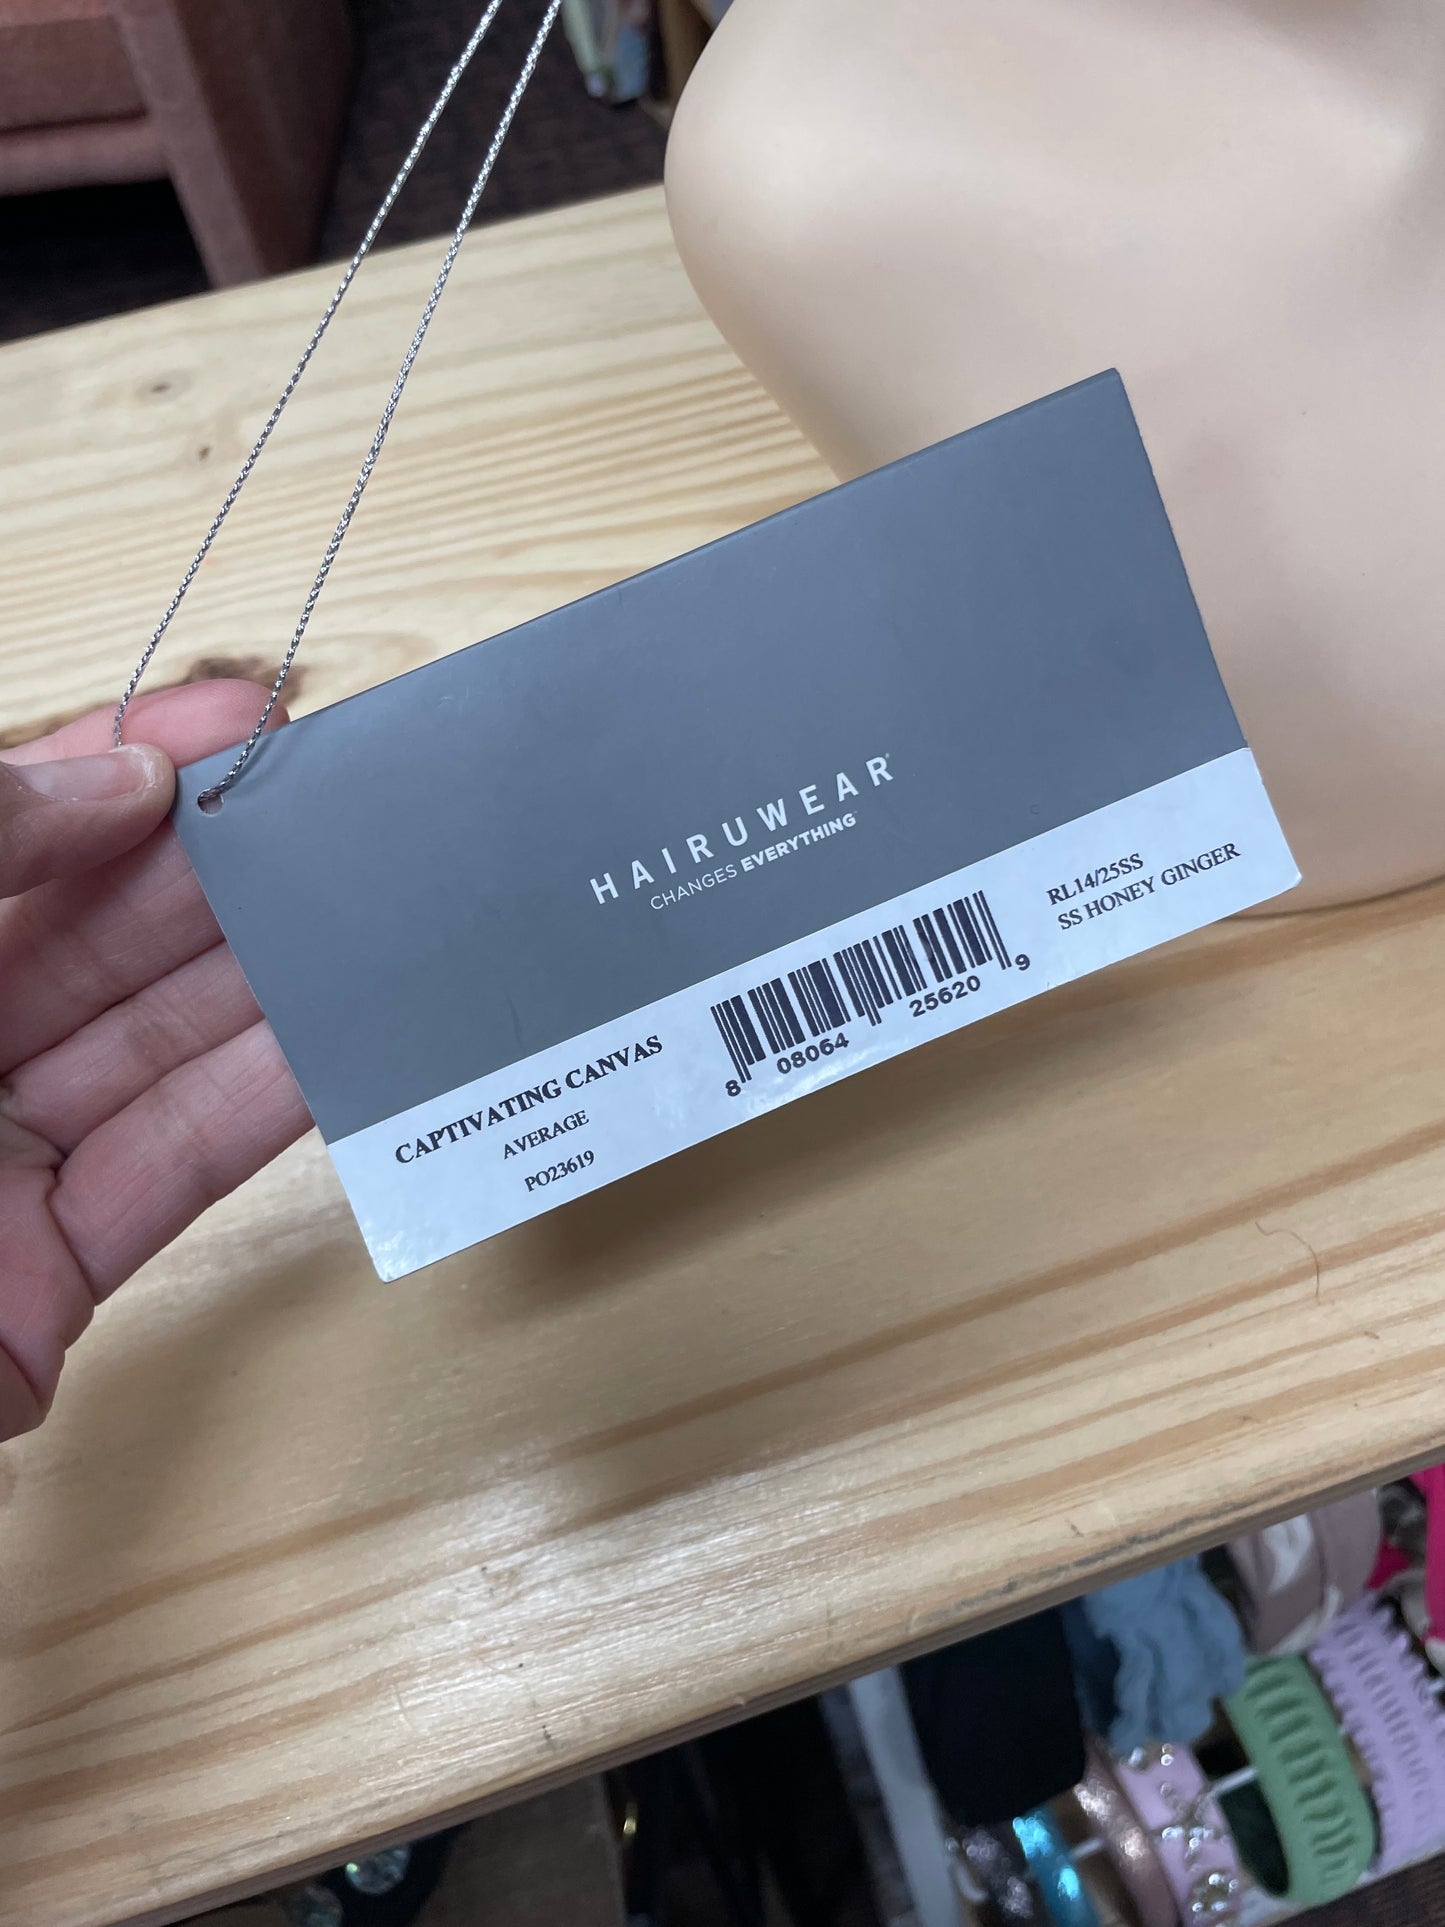 HAIRUWEAR
CHANGES EVERYTHING
CAPTIVATING CANVAS
AVERAGE
PO23619
8 08064 25620 9
RL14/25SS
SS HONEY GINGER